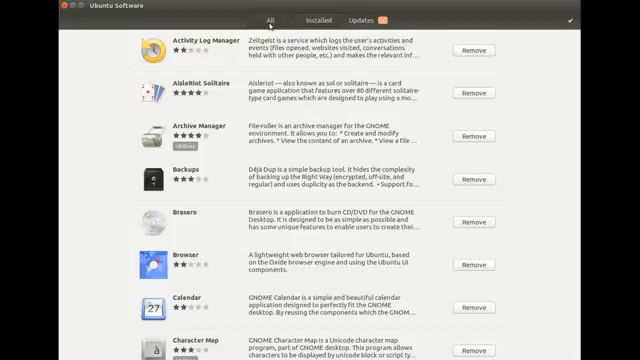 Ubuntu Software
All Installed Updates
Activity Log Manager
Zeitgeist is a service which logs the user's activities and
events (files opened, websites visited, conversations
held with other people, etc.) and makes the relevant inf...
Remove
AisleRiot Solitaire
Aisleriot — also known as sol or solitaire — is a card
game application that features over 80 different solitaire-
type card games which are designed to play using a mo...
Remove
Archive Manager
Utilities
File-roller is an archive manager for the GNOME
environment. It allows you to: * Create and modify
archives. * View the content of an archive. * View a file ...
Remove
Backups
Déjà Dup is a simple backup tool. It hides the complexity
of backing up the Right Way (encrypted, off-site, and
regular) and uses duplicity as the backend. • Support fo...
Remove
Brasero
Brasero is a application to burn CD/DVD for the GNOME
Desktop. It is designed to be as simple as possible and
has some unique features to enable users to create thei...
Remove
Browser
A lightweight web browser tailored for Ubuntu, based
on the Oxide browser engine and using the Ubuntu UI
components.
Remove
Calendar
27
GNOME Calendar is a simple and beautiful calendar
application designed to perfectly fit the GNOME
desktop. By reusing the components which the GNOM...
Remove
Character Map
à
GNOME Character Map is a Unicode character map
program, part of GNOME desktop. This program allows
characters to be displayed by unicode block or script ty...
Remove